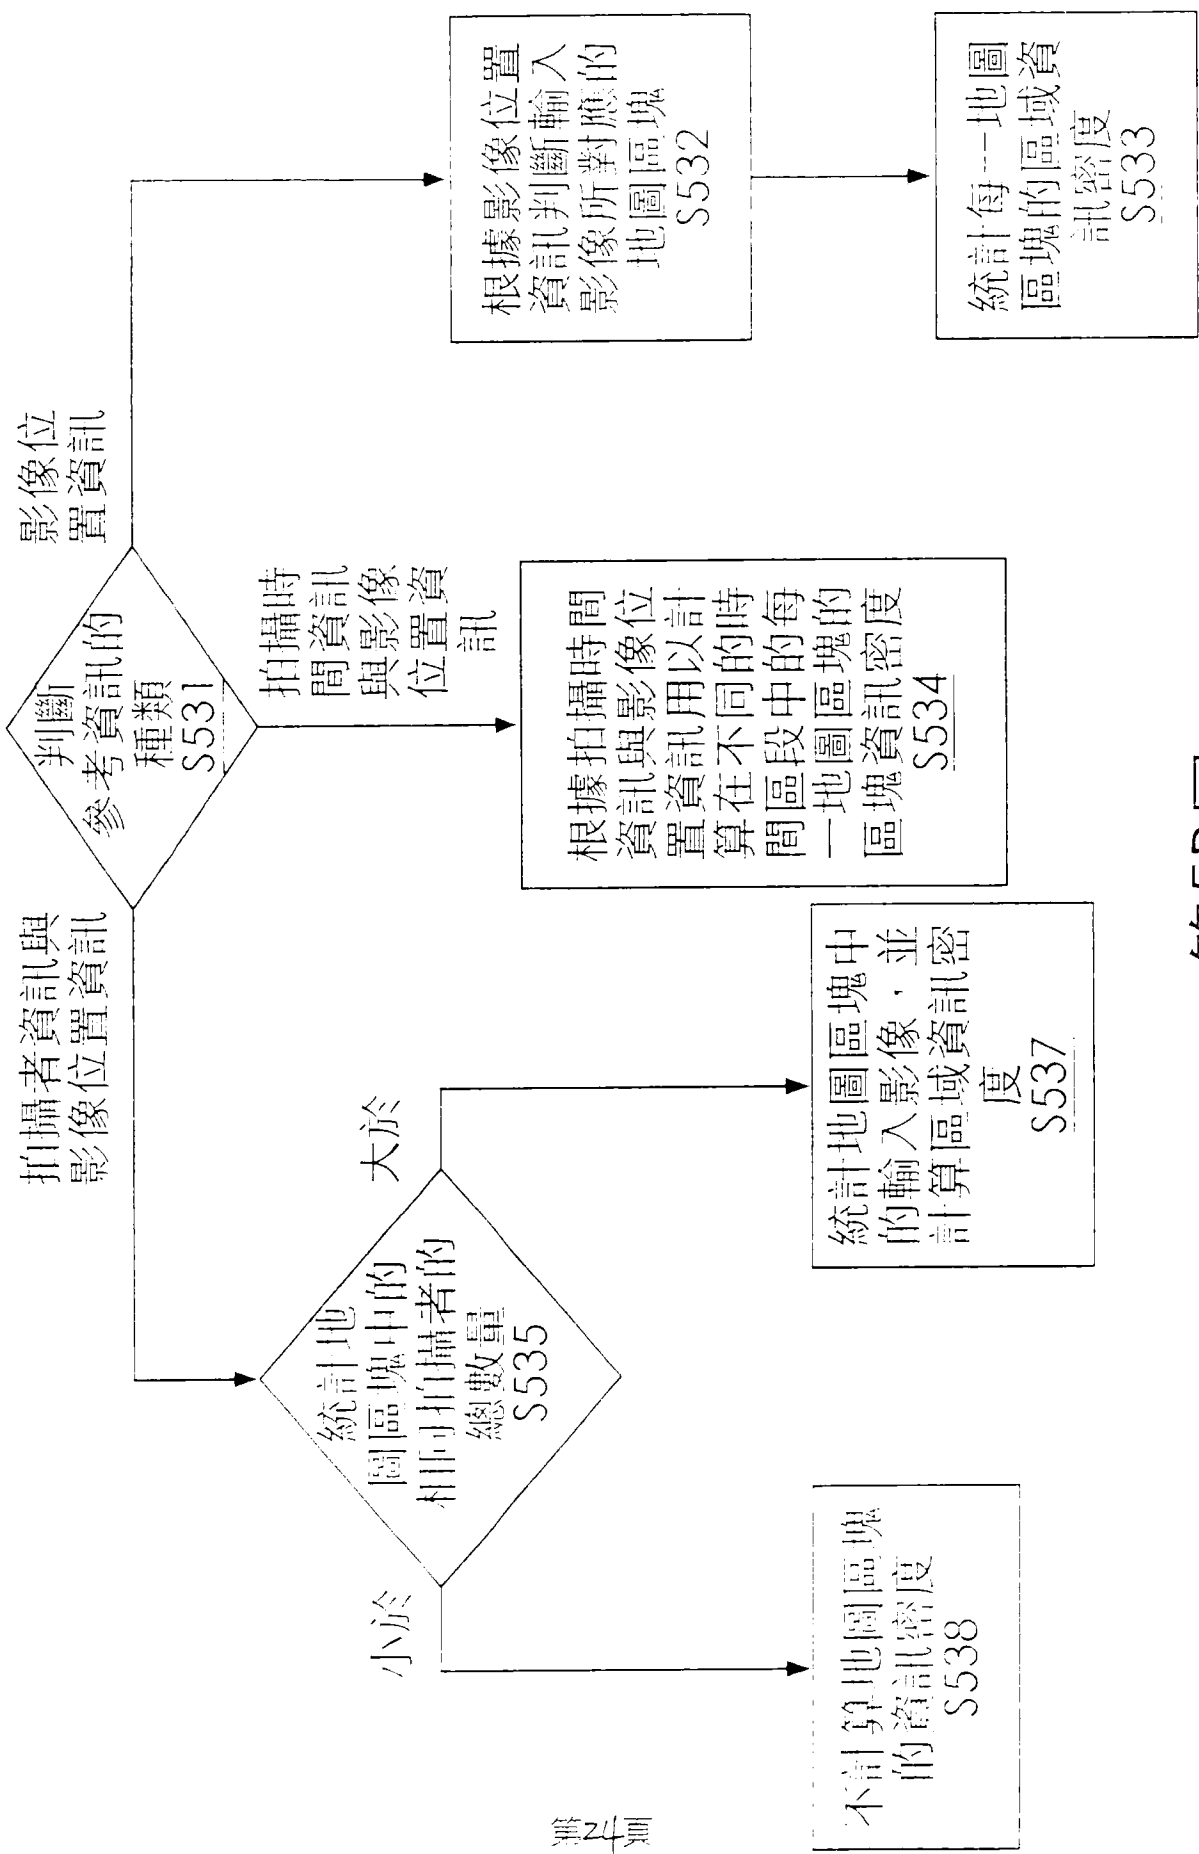 判斷
參考資訊的
種類
S531
影像位
置資訊
拍攝時
間資訊
與影像
位置資
訊
拍攝者資訊與
影像位置資訊
根據影像位置
資訊判斷輸入
影像所對應的
地圖區塊
S532
統計每一地圖
區塊的區域資
訊密度
S533
根據拍攝時間
資訊與影像位
置資訊用以計
算在不同的時
間區段中的每
一地圖區塊的
區塊資訊密度
S534
統計地
圖區塊中的
相同拍攝者的
總數量
S535
大於
小於
統計地圖區塊中
的輸入影像，並
計算區域資訊密
度
S537
不計算地圖區塊
的資訊密度
S538
第24頁